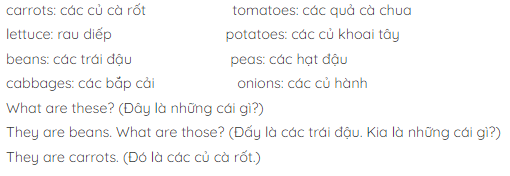 carrots: các củ cà rốt tomatoes: các quả cà chua
lettuce: rau diếp potatoes: các củ khoai tây
beans: các trái đậu peas: các hạt đậu
cabbages: các bắp cải onions: các củ hành
What are these? (Đây là những cái gì?)
They are beans. What are those? (Đấy là các trái đậu. Kia là những cái gì?)
They are carrots. (Đó là các củ cà rốt.)